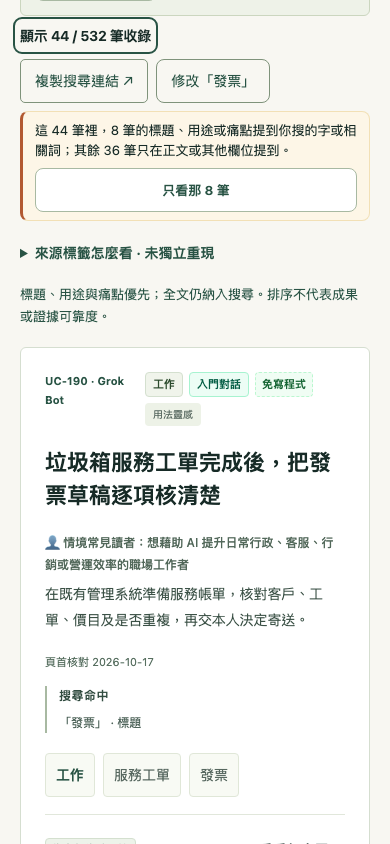 顯示 44 / 532 筆收錄
複製搜尋連結 ↗
修改「發票」
這 44 筆裡，8 筆的標題、用途或痛點提到你搜的字或相
關詞；其餘 36 筆只在正文或其他欄位提到。
只看那 8 筆
▶ 來源標籤怎麼看 · 未獨立重現
標題、用途與痛點優先；全文仍納入搜尋。排序不代表成果
或證據可靠度。
UC-190 · Grok
Bot
工作
入門對話
免寫程式
用法靈感
垃圾箱服務工單完成後，把發
票草稿逐項核清楚
👤 情境常見讀者：想藉助 AI 提升日常行政、客服、行
銷或營運效率的職場工作者
在既有管理系統準備服務帳單，核對客戶、工
單、價目及是否重複，再交本人決定寄送。
頁首核對 2026-10-17
搜尋命中
「發票」 · 標題
工作
服務工單
發票